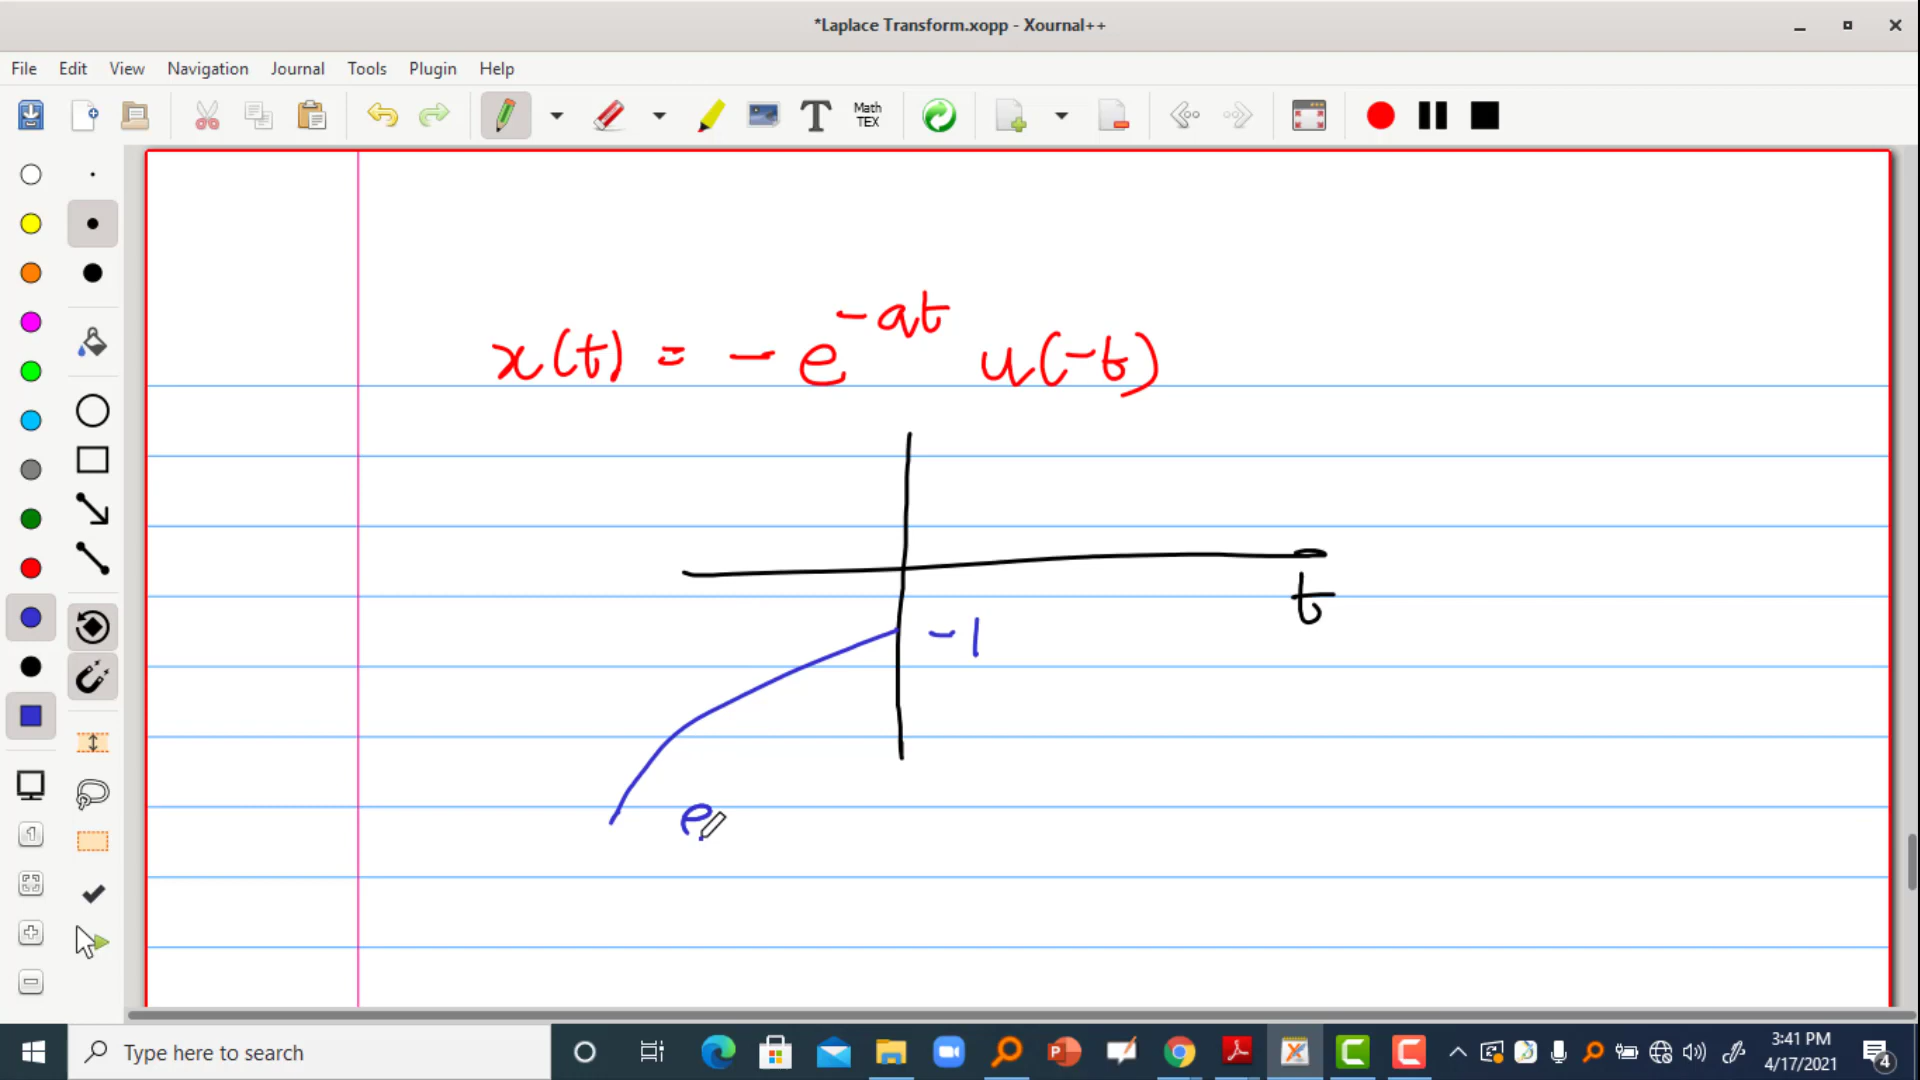 *Laplace Transform.xopp - Xournal++
File Edit View Navigation Journal Tools Plugin Help
Math
TEX
x(t) = - e^{-at} u(-t)
t
-1
e
Type here to search
3:41 PM
4/17/2021
4